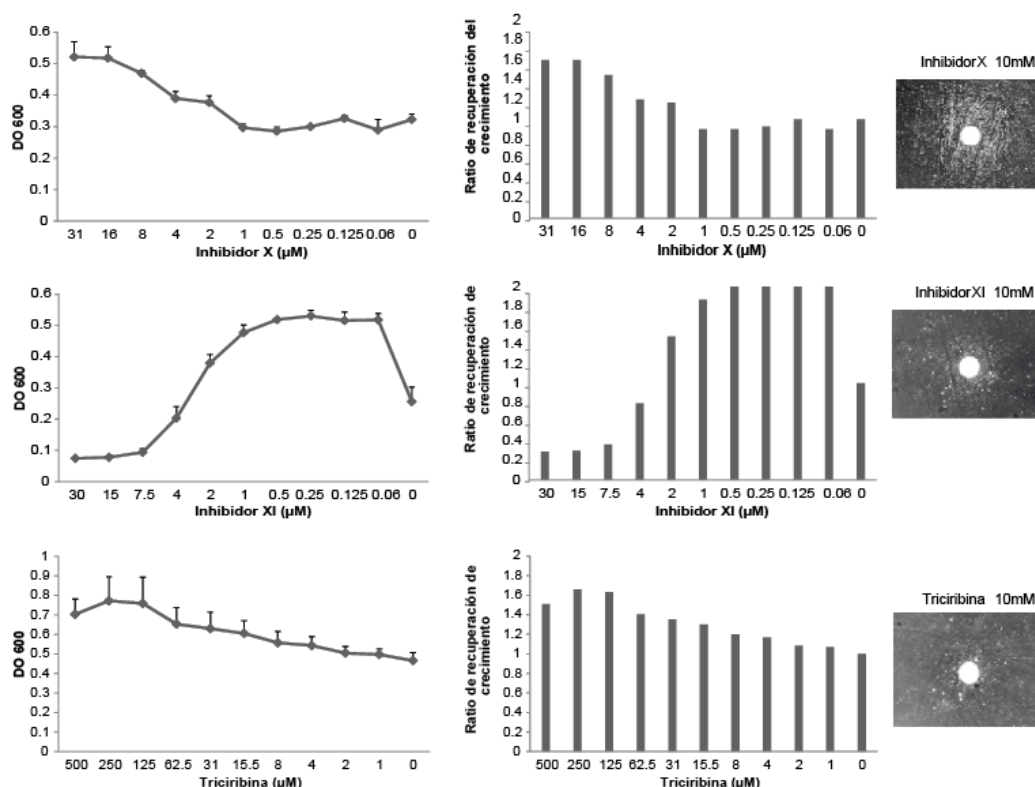 DO 600
0.6
0.5
0.4
0.3
0.2
0.1
0
31 16 8 4 2 1 0.5 0.25 0.125 0.06 0
Inhibidor X (µM)
Ratio de recuperación del
crecimiento
2
1.8
1.6
1.4
1.2
1
0.8
0.6
0.4
0.2
0
31 16 8 4 2 1 0.5 0.25 0.125 0.06 0
Inhibidor X (µM)
InhibidorX 10mM
DO 600
0.6
0.5
0.4
0.3
0.2
0.1
0
30 15 7.5 4 2 1 0.5 0.25 0.125 0.06 0
Inhibidor XI (µM)
Ratio de recuperación de
crecimiento
2
1.8
1.6
1.4
1.2
1
0.8
0.6
0.4
0.2
0
30 15 7.5 4 2 1 0.5 0.25 0.125 0.06 0
Inhibidor XI (µM)
InhibidorXI 10mM
DO 600
1
0.9
0.8
0.7
0.6
0.5
0.4
0.3
0.2
0.1
0
500 250 125 62.5 31 15.5 8 4 2 1 0
Triciribina (µM)
Ratio de recuperación de
crecimiento
2
1.8
1.6
1.4
1.2
1
0.8
0.6
0.4
0.2
0
500 250 125 62.5 31 15.5 8 4 2 1 0
Triciribina (µM)
Triciribina 10mM